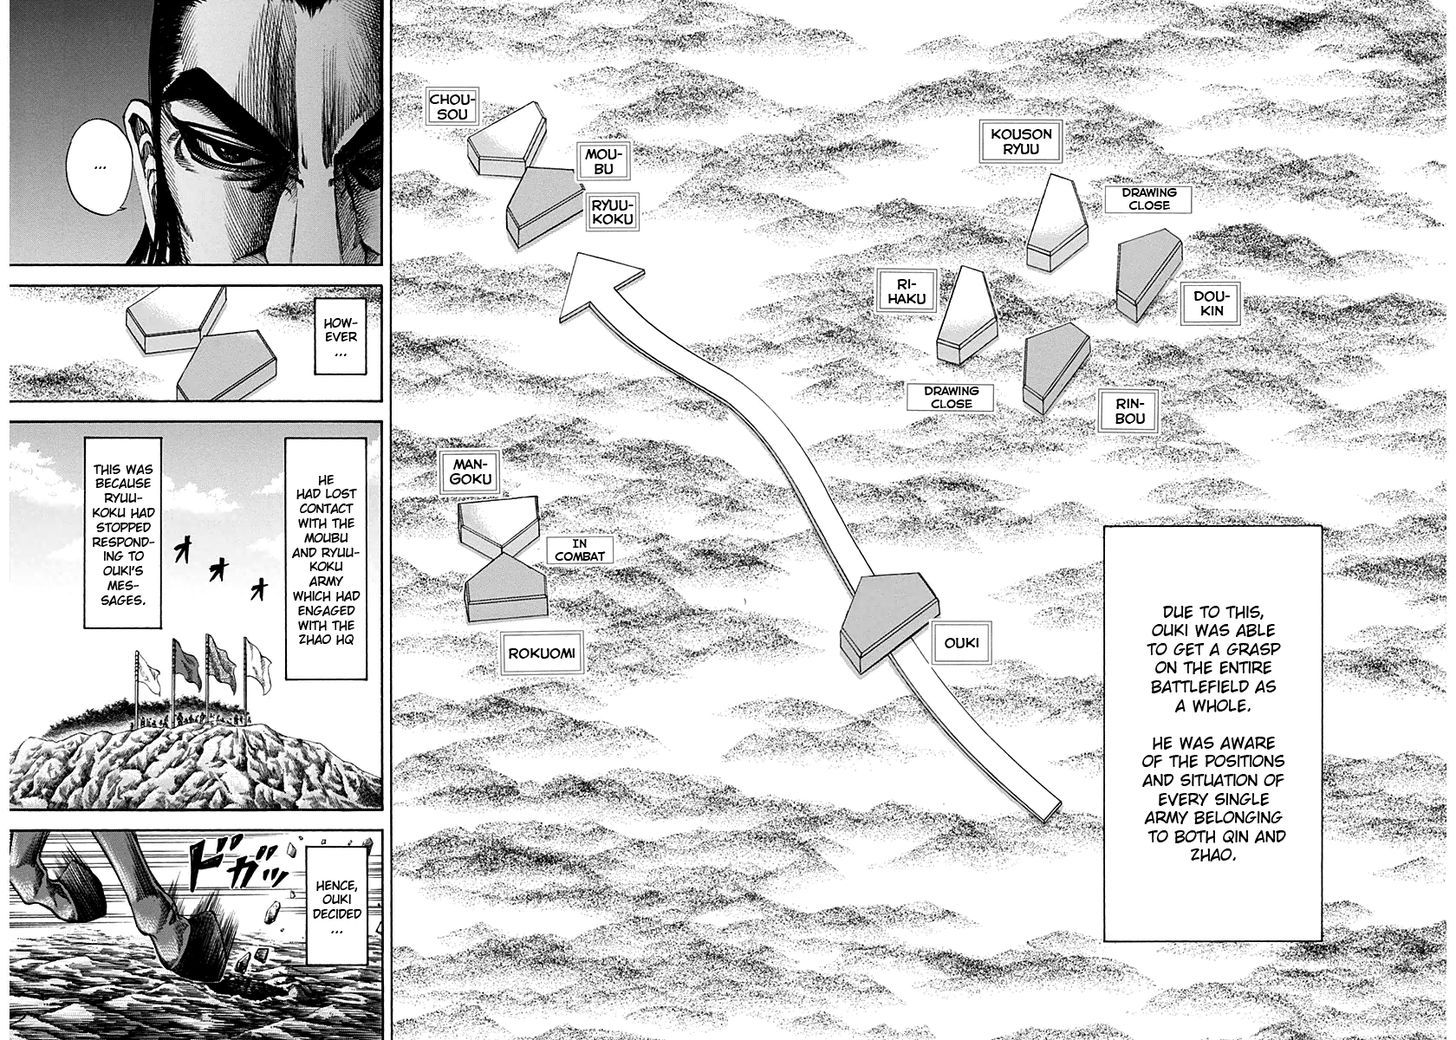 DUE TO THIS,
OUKI WAS ABLE
TO GET A GRASP
ON THE ENTIRE
BATTLEFIELD AS
A WHOLE.
HE WAS AWARE
OF THE POSITIONS
AND SITUATION OF
EVERY SINGLE
ARMY BELONGING
TO BOTH QIN AND
ZHAO.
KOUSON
RYUU
DRAWING
CLOSE
DOU-
KIN
RI-
HAKU
DRAWING
CLOSE
RIN-
BOU
CHOU-
SOU
MOU-
BU
RYUU-
KOKU
MAN-
GOKU
IN
COMBAT
ROKUOMI
OUKI
...
HOW-
EVER
...
HE
HAD LOST
CONTACT
WITH THE
MOUBU
AND RYUU-
KOKU
ARMY
WHICH HAD
ENGAGED
WITH THE
ZHAO HQ
THIS WAS
BECAUSE
RYUU-
KOKU HAD
STOPPED
RESPOND-
ING TO
OUKI'S
MES-
SAGES.
オオオ
HENCE,
OUKI
DECIDED
...
ドガッ